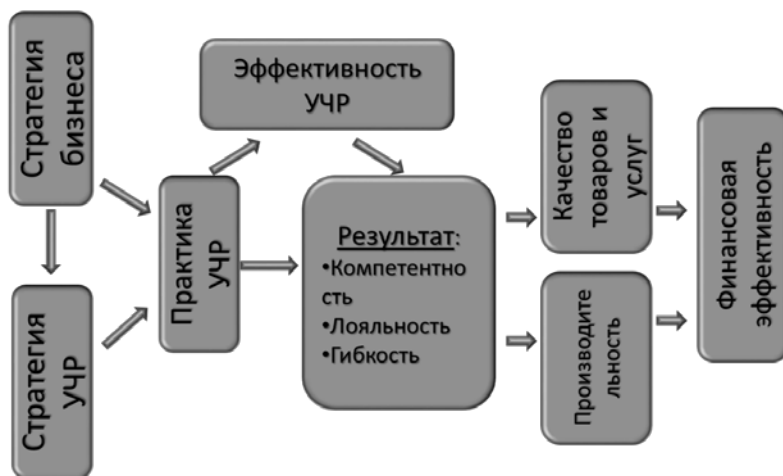 Стратегия
бизнеса
Стратегия
УЧР
Практика
УЧР
Эффективность
УЧР
Результат:
•Компетентно
сть
•Лояльность
•Гибкость
Качество
товаров и
услуг
Производите
льность
Финансовая
эффективность